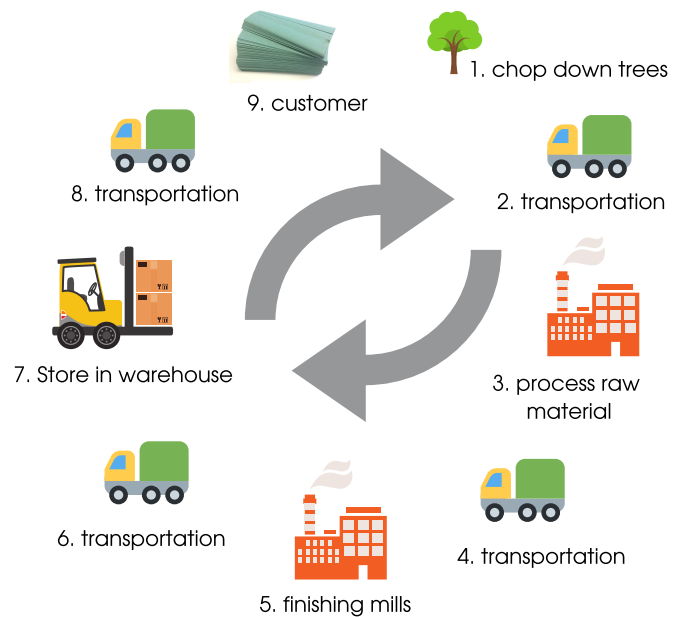 1. chop down trees
2. transportation
3. process raw
material
4. transportation
5. finishing mills
6. transportation
7. Store in warehouse
8. transportation
9. customer